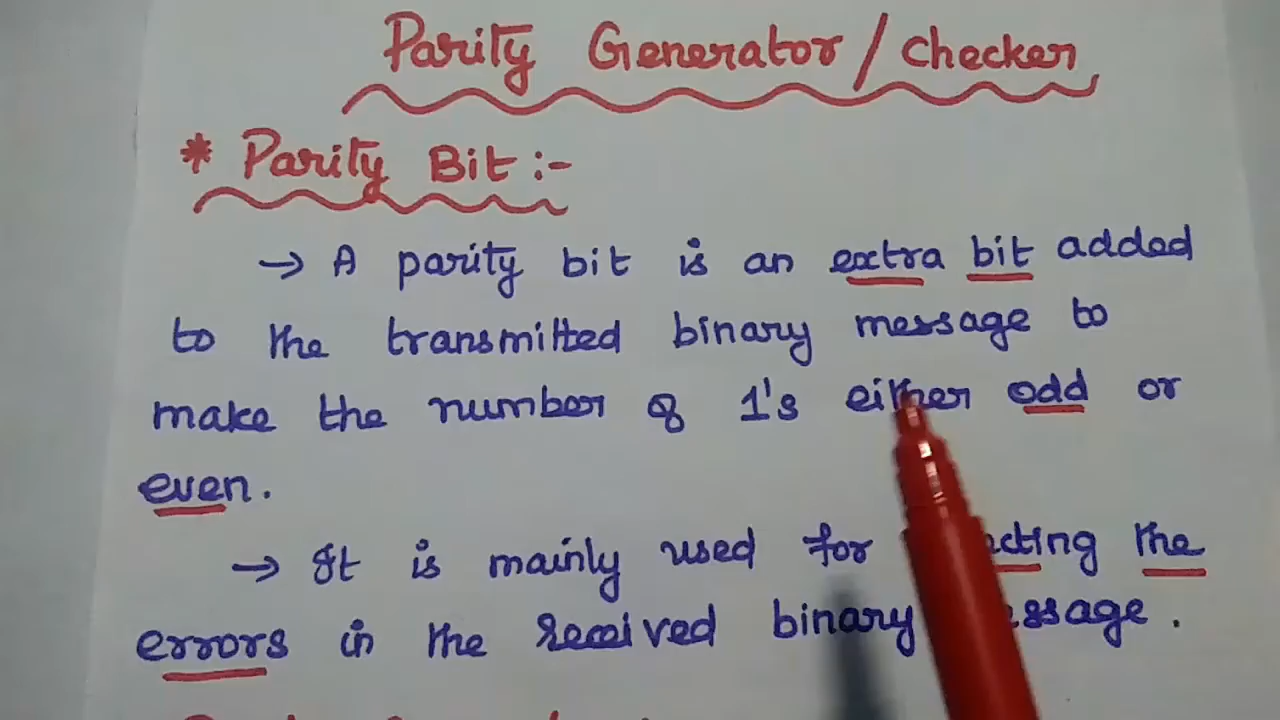 Parity Generator/Checker
* Parity Bit :-
→ A parity bit is an extra bit added
to the transmitted binary message to
make the number of 1's either odd or
even.
→ It is mainly used for the
errors in the received binary .